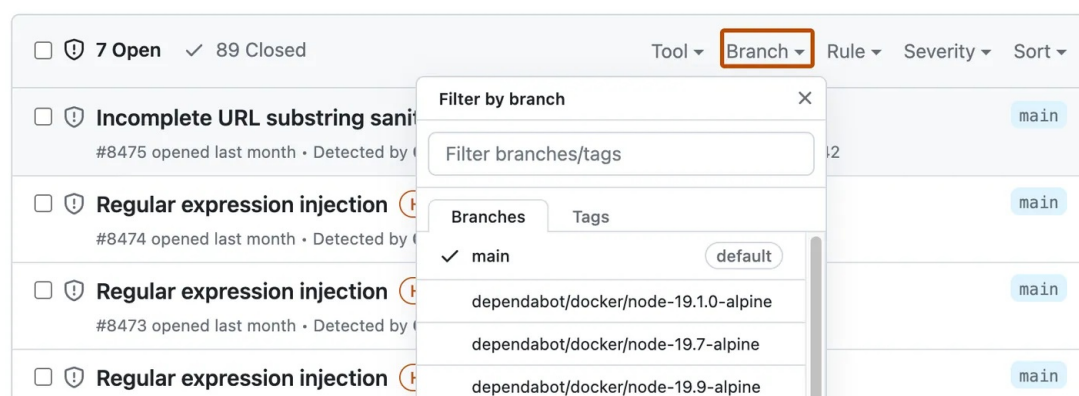 7 Open 89 Closed Tool Branch Rule Severity Sort
Filter by branch
Incomplete URL substring main
#8475 opened last month • Detected by
Filter branches/tags
Regular expression injection main
#8474 opened last month • Detected by
Branches Tags
main default
Regular expression injection main
#8473 opened last month • Detected by
dependabot/docker/node-19.1.0-alpine
dependabot/docker/node-19.7-alpine
Regular expression injection main
dependabot/docker/node-19.9-alpine